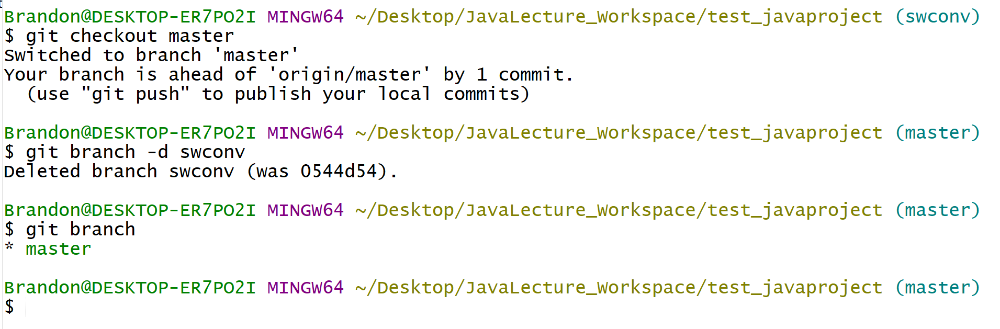 Brandon@DESKTOP-ER7PO2I MINGW64 ~/Desktop/JavaLecture_Workspace/test_javaproject (swconv)
$ git checkout master
Switched to branch 'master'
Your branch is ahead of 'origin/master' by 1 commit.
  (use "git push" to publish your local commits)

Brandon@DESKTOP-ER7PO2I MINGW64 ~/Desktop/JavaLecture_Workspace/test_javaproject (master)
$ git branch -d swconv
Deleted branch swconv (was 0544d54).

Brandon@DESKTOP-ER7PO2I MINGW64 ~/Desktop/JavaLecture_Workspace/test_javaproject (master)
$ git branch
* master

Brandon@DESKTOP-ER7PO2I MINGW64 ~/Desktop/JavaLecture_Workspace/test_javaproject (master)
$